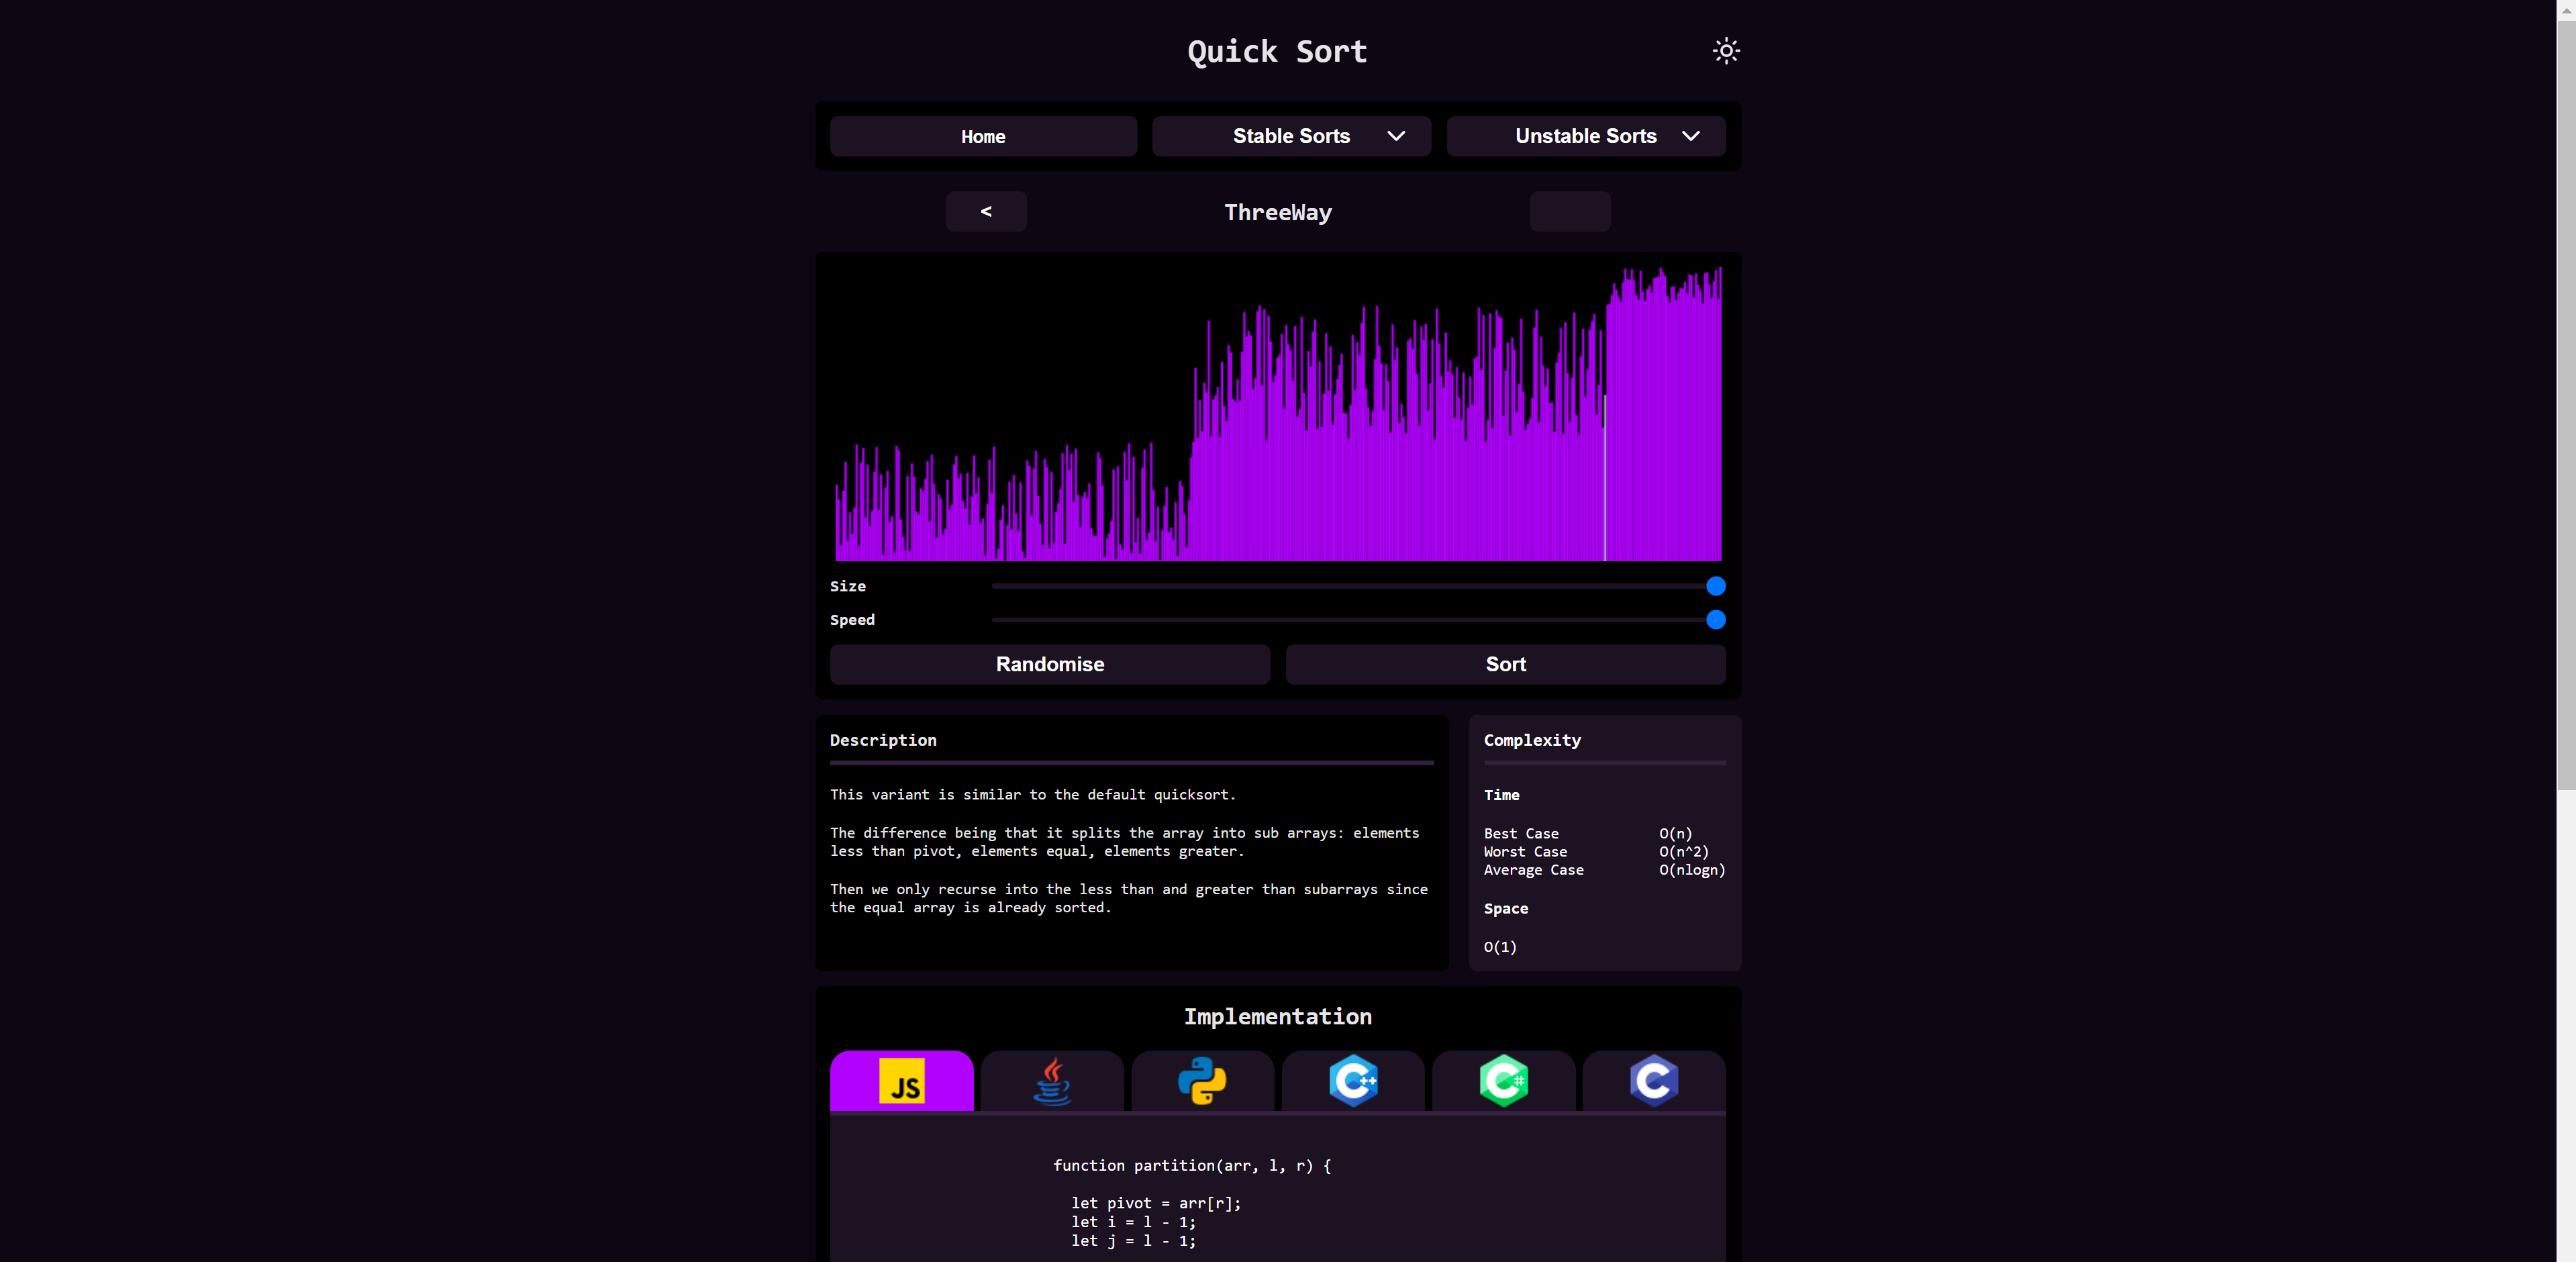 Quick Sort
Home
Stable Sorts
Unstable Sorts
<
ThreeWay
Size
Speed
Randomise
Sort
Description
This variant is similar to the default quicksort.
The difference being that it splits the array into sub arrays: elements
less than pivot, elements equal, elements greater.
Then we only recurse into the less than and greater than subarrays since
the equal array is already sorted.
Complexity
Time
Best Case O(n)
Worst Case O(n^2)
Average Case O(nlogn)
Space
O(1)
Implementation
JS
C++
C#
C
function partition(arr, l, r) {
let pivot = arr[r];
let i = l - 1;
let j = l - 1;